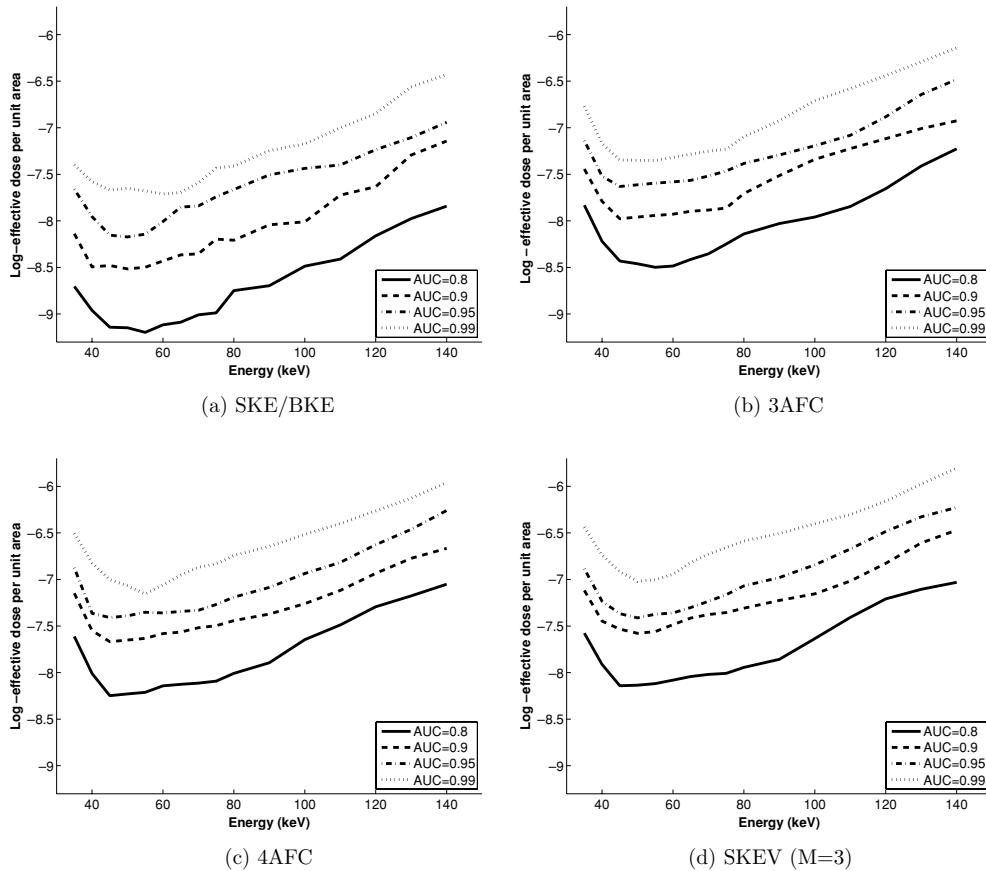 −6
−6.5
−7
−7.5
−8
−8.5
−9
Log−effective dose per unit area
40 60 80 100 120 140
Energy (keV)
AUC=0.8
AUC=0.9
AUC=0.95
AUC=0.99
(a) SKE/BKE
−6
−6.5
−7
−7.5
−8
−8.5
−9
Log − effective dose per unit area
40 60 80 100 120 140
Energy (keV)
AUC=0.8
AUC=0.9
AUC=0.95
AUC=0.99
(b) 3AFC
−6
−6.5
−7
−7.5
−8
−8.5
−9
Log −effective dose per unit area
40 60 80 100 120 140
Energy (keV)
AUC=0.8
AUC=0.9
AUC=0.95
AUC=0.99
(c) 4AFC
−6
−6.5
−7
−7.5
−8
−8.5
−9
Log −effective dose per unit area
40 60 80 100 120 140
Energy (keV)
AUC=0.8
AUC=0.9
AUC=0.95
AUC=0.99
(d) SKEV (M=3)